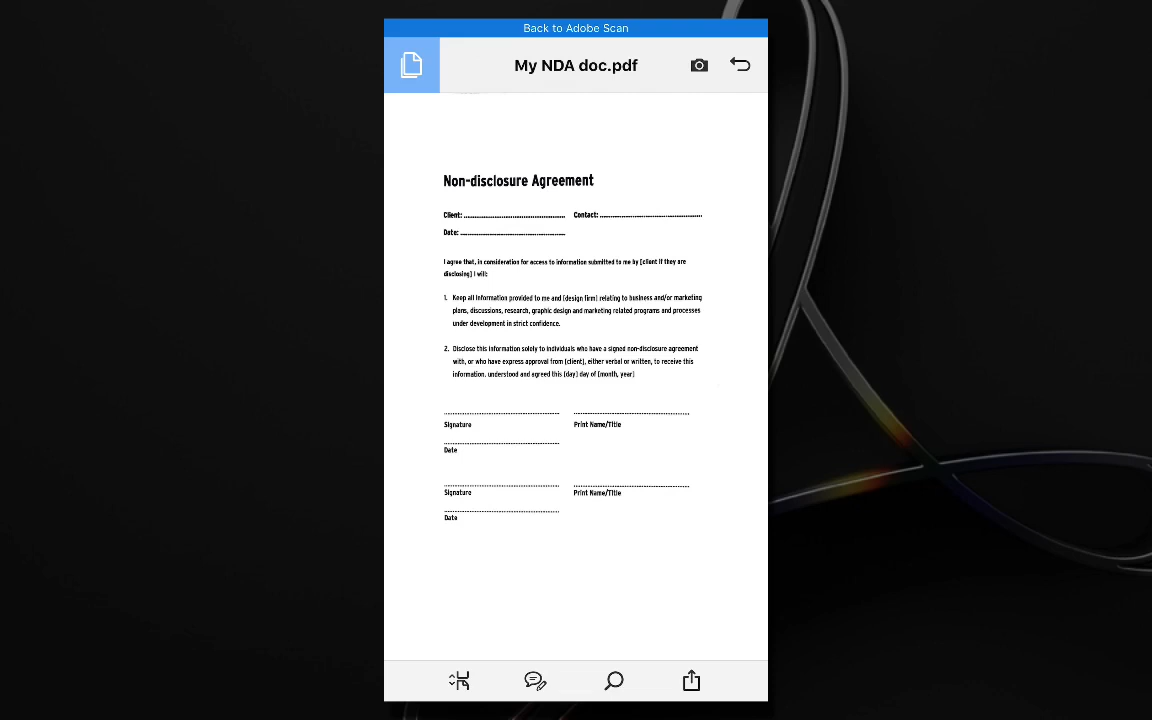 Back to Adobe Scan
My NDA doc.pdf
Non-disclosure Agreement
Client: Contact:
Date:
I agree that, in consideration for access to information submitted to me by [client if they are
disclosing] I will:
1. Keep all information provided to me and [design firm] relating to business and/or marketing
plans, discussions, research, graphic design and marketing related programs and processes
under development in strict confidence.
2. Disclose this information solely to individuals who have a signed non-disclosure agreement
with, or who have express approval from [client], either verbal or written, to receive this
information, understood and agreed this [day] day of [month, year]
Signature Print Name/Title
Date
Signature Print Name/Title
Date